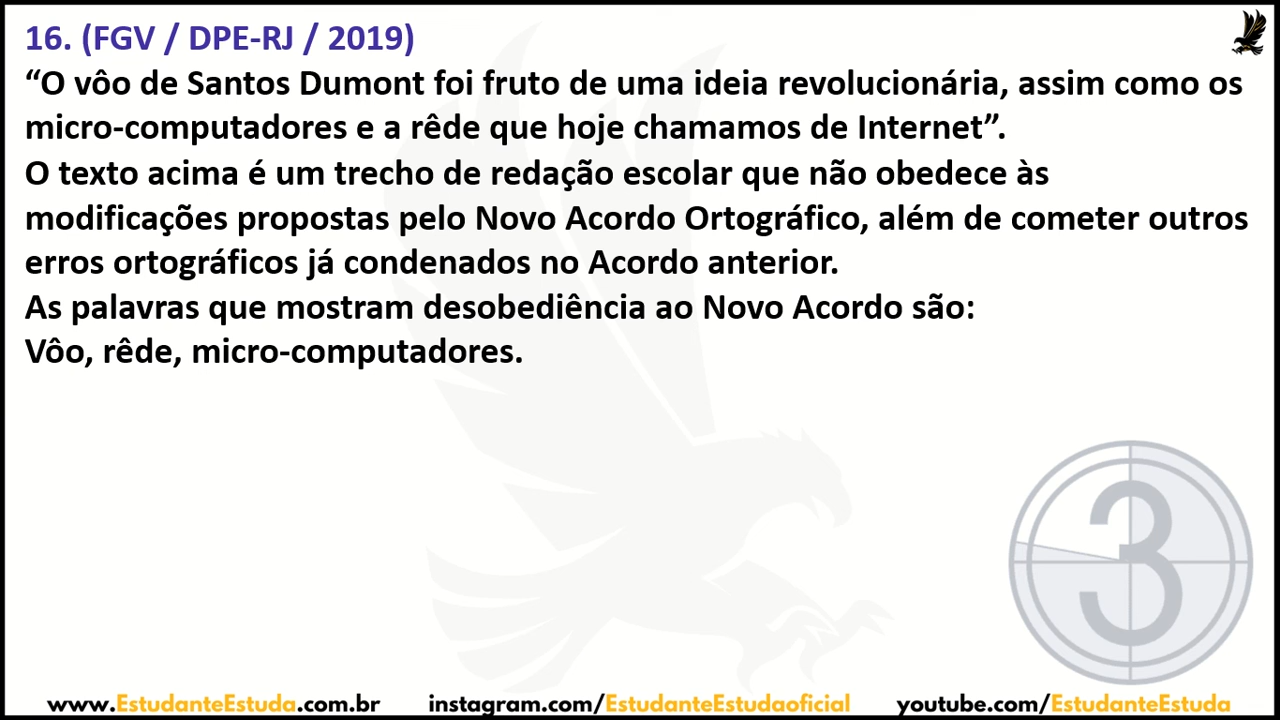 16. (FGV / DPE-RJ / 2019)
“O vôo de Santos Dumont foi fruto de uma ideia revolucionária, assim como os
micro-computadores e a rêde que hoje chamamos de Internet”.
O texto acima é um trecho de redação escolar que não obedece às
modificações propostas pelo Novo Acordo Ortográfico, além de cometer outros
erros ortográficos já condenados no Acordo anterior.
As palavras que mostram desobediência ao Novo Acordo são:
Vôo, rêde, micro-computadores.
3
www.EstudanteEstuda.com.br instagram.com/EstudanteEstudaoficial youtube.com/EstudanteEstuda